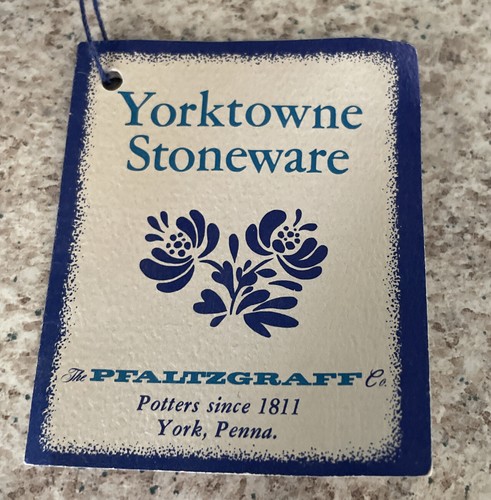 Yorktowne
Stoneware
The PFALTZGRAFF Co.
Potters since 1811
York, Penna.